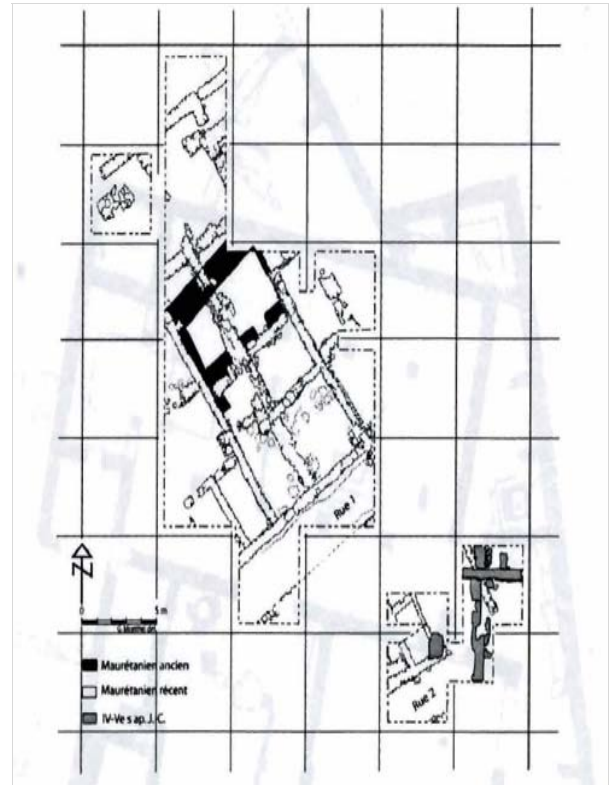 Rue 1
N
0 5 m
Maurétanien ancien
Rue 2
Maurétanien récent
IV-Ve s ap. J. C.